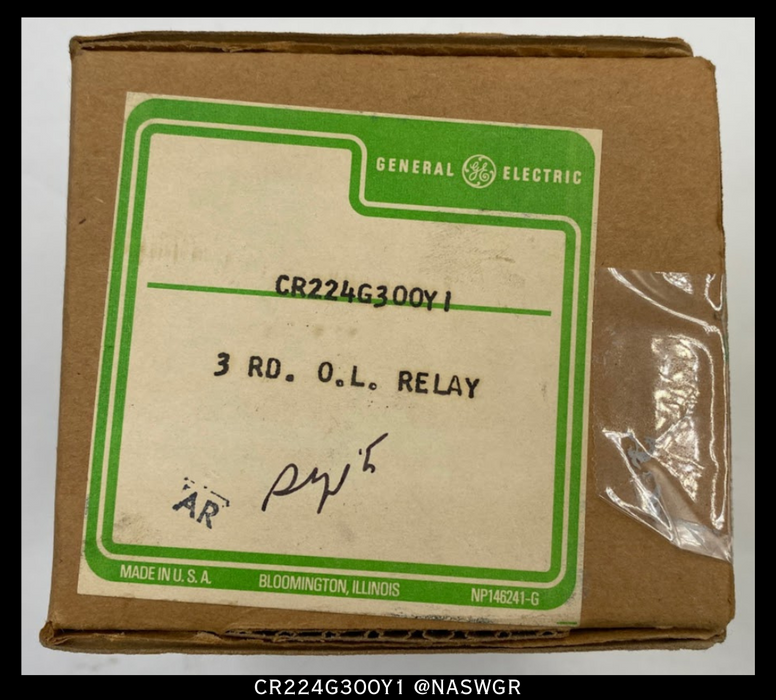 GENERAL GE ELECTRIC
CR224G300Y1
3 RD. O.L. RELAY
AR
MADE IN U.S.A. BLOOMINGTON, ILLINOIS NP146241-G
CR224G300Y1 @NASWGR